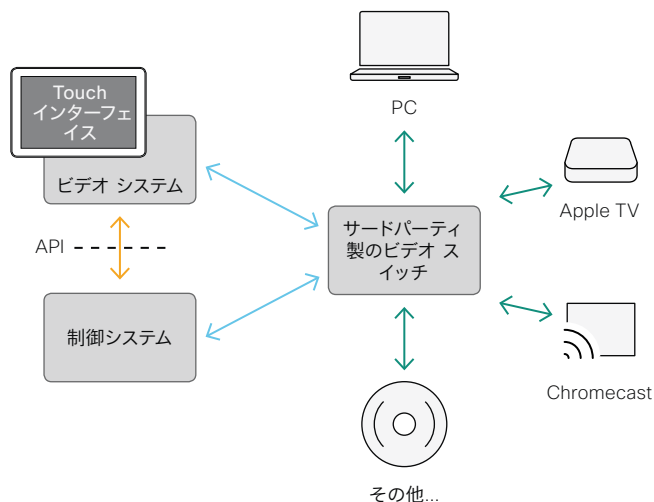 Touch
インターフェ
イス
ビデオ システム
API
制御システム
PC
サードパーティ
製のビデオ ス
イッチ
Apple TV
Chromecast
その他...